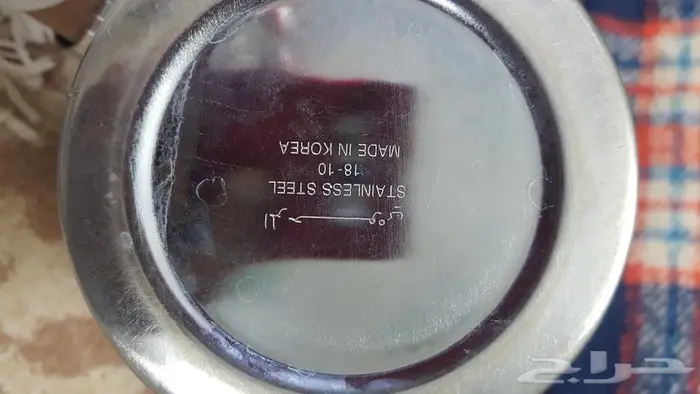 STAINLESS STEEL
18-10
MADE IN KOREA
حراج